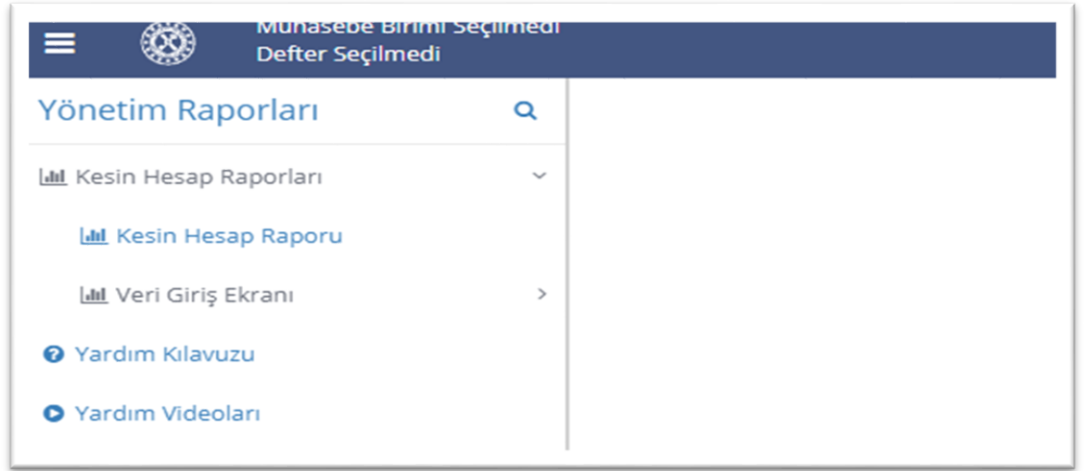 Muhasebe Birimi Seçilmedi
Defter Seçilmedi
Yönetim Raporları
Kesin Hesap Raporları
Kesin Hesap Raporu
Veri Giriş Ekranı
Yardım Kılavuzu
Yardım Videoları